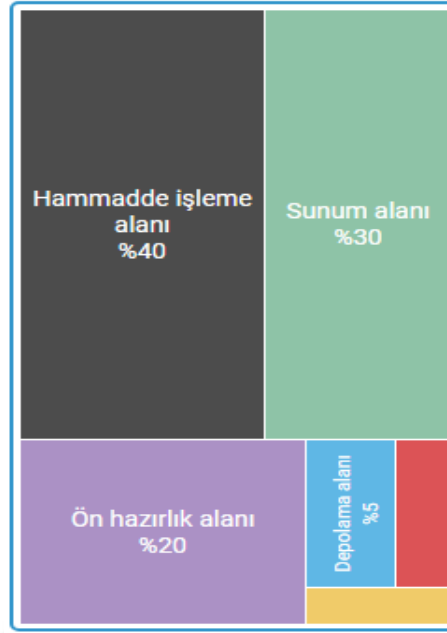 Hammadde işleme
alanı
%40
Sunum alanı
%30
Ön hazırlık alanı
%20
Depolama alanı
%5